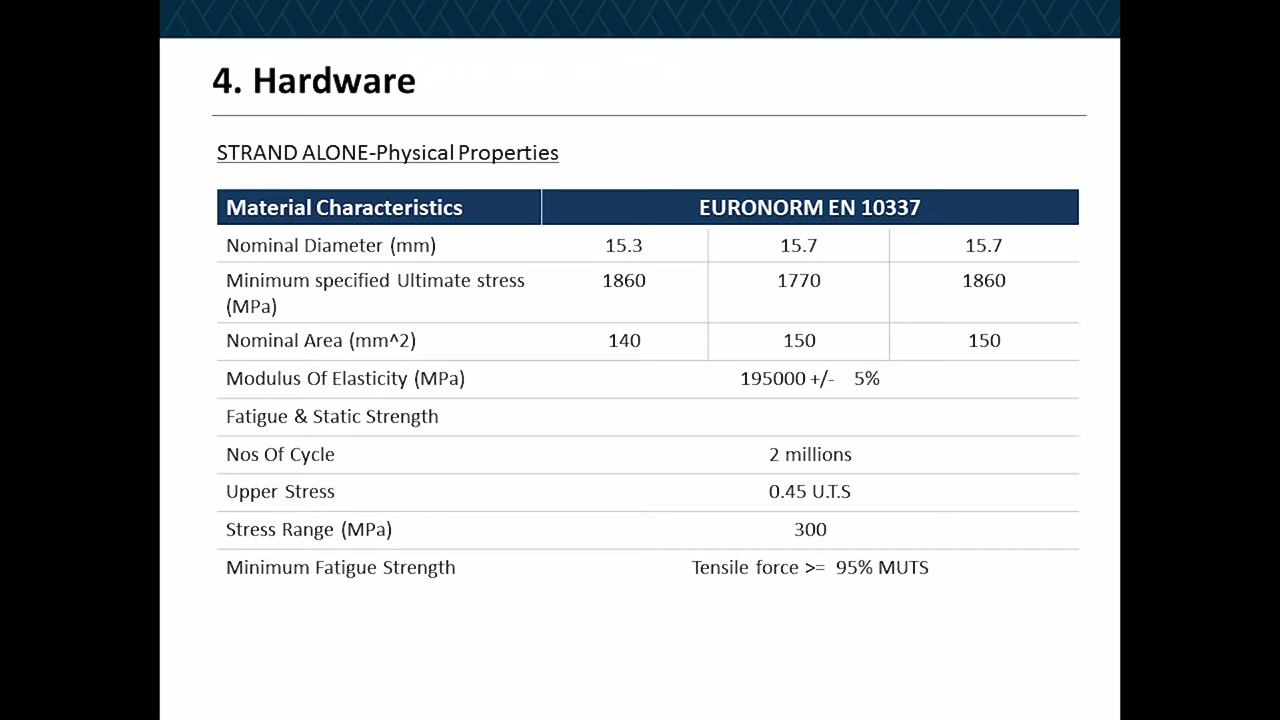 4. Hardware
STRAND ALONE-Physical Properties
Material Characteristics EURONORM EN 10337
Nominal Diameter (mm) 15.3 15.7 15.7
Minimum specified Ultimate stress 1860 1770 1860
(MPa)
Nominal Area (mm^2) 140 150 150
Modulus Of Elasticity (MPa) 195000 +/- 5%
Fatigue & Static Strength
Nos Of Cycle 2 millions
Upper Stress 0.45 U.T.S
Stress Range (MPa) 300
Minimum Fatigue Strength Tensile force >= 95% MUTS